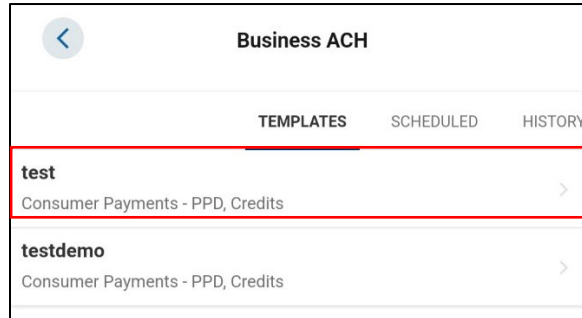 Business ACH
TEMPLATES SCHEDULED HISTORY
test
Consumer Payments - PPD, Credits
testdemo
Consumer Payments - PPD, Credits